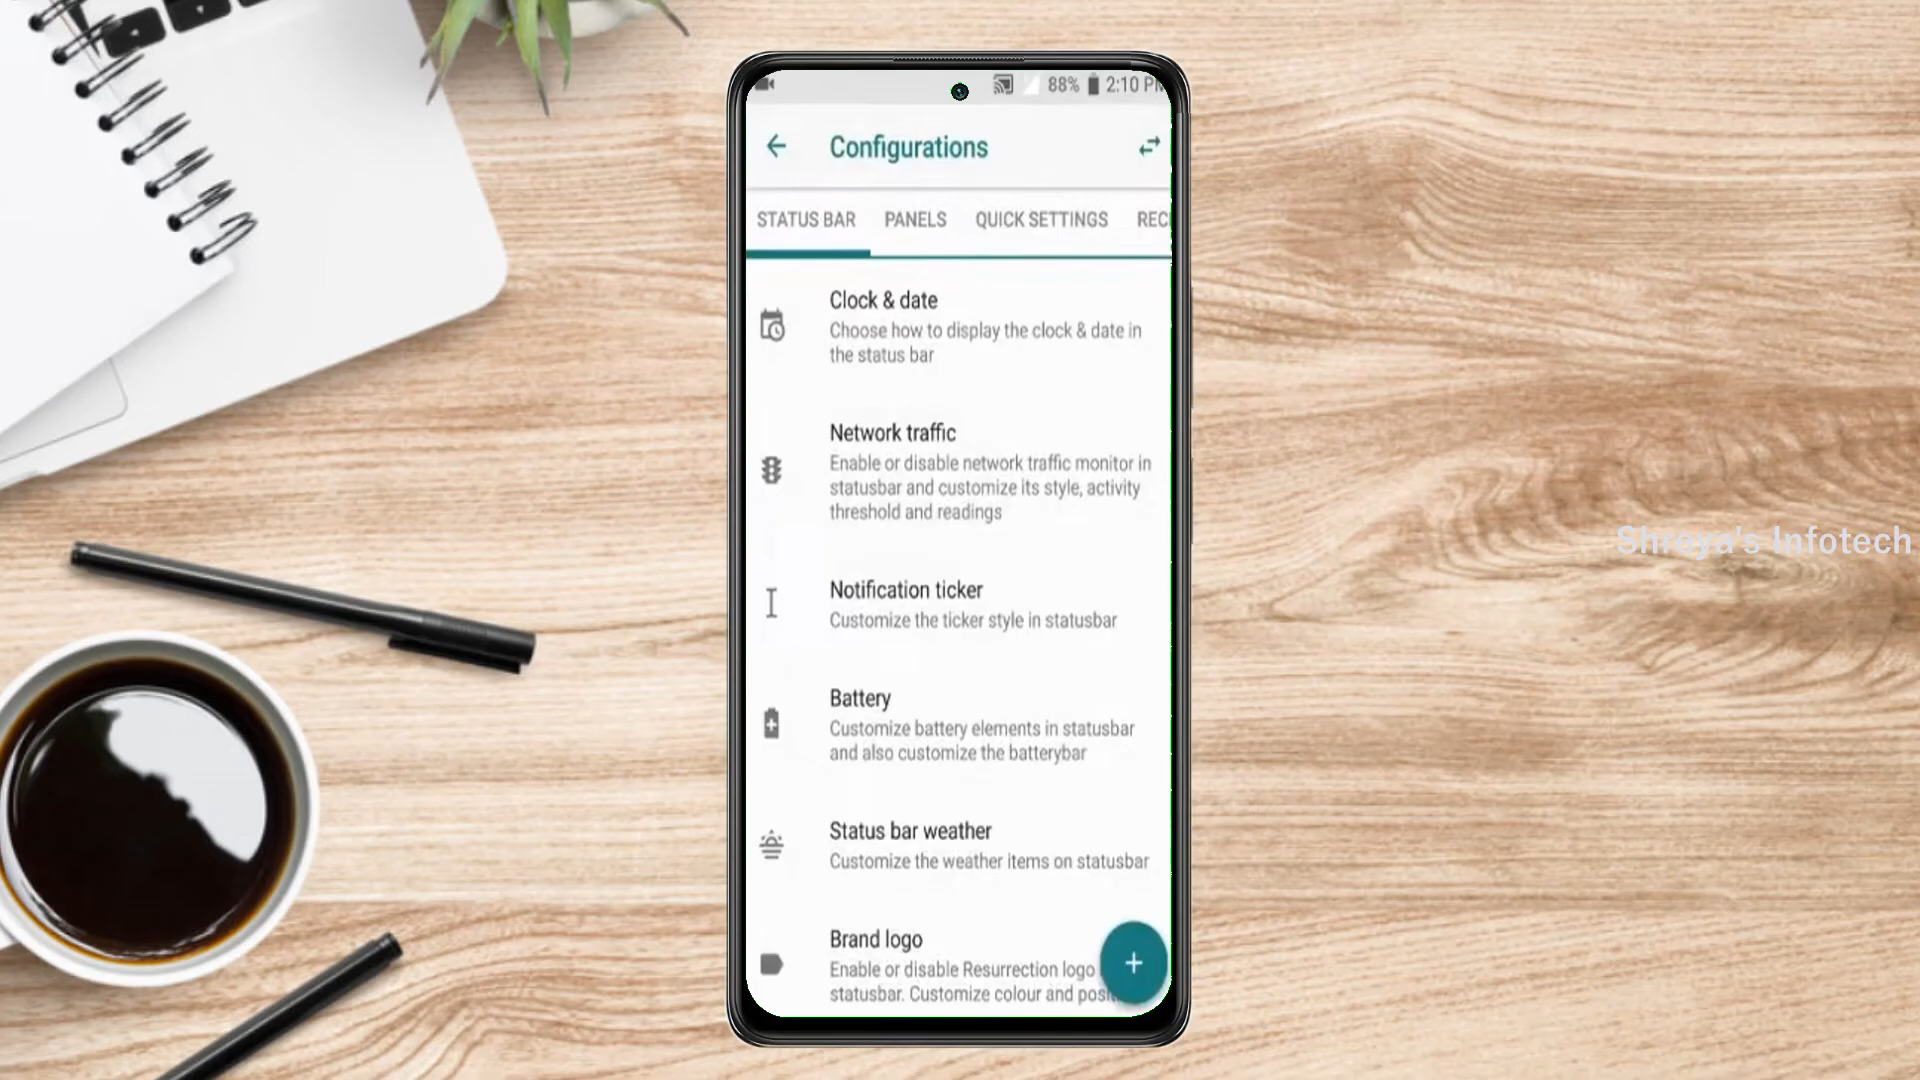 88% 2:10 PM
Configurations
STATUS BAR PANELS QUICK SETTINGS REC
Clock & date
Choose how to display the clock & date in
the status bar
Network traffic
Enable or disable network traffic monitor in
statusbar and customize its style, activity
threshold and readings
Notification ticker
Customize the ticker style in statusbar
Battery
Customize battery elements in statusbar
and also customize the batterybar
Status bar weather
Customize the weather items on statusbar
Brand logo
Enable or disable Resurrection logo
statusbar. Customize colour and posi
Shreya's Infotech